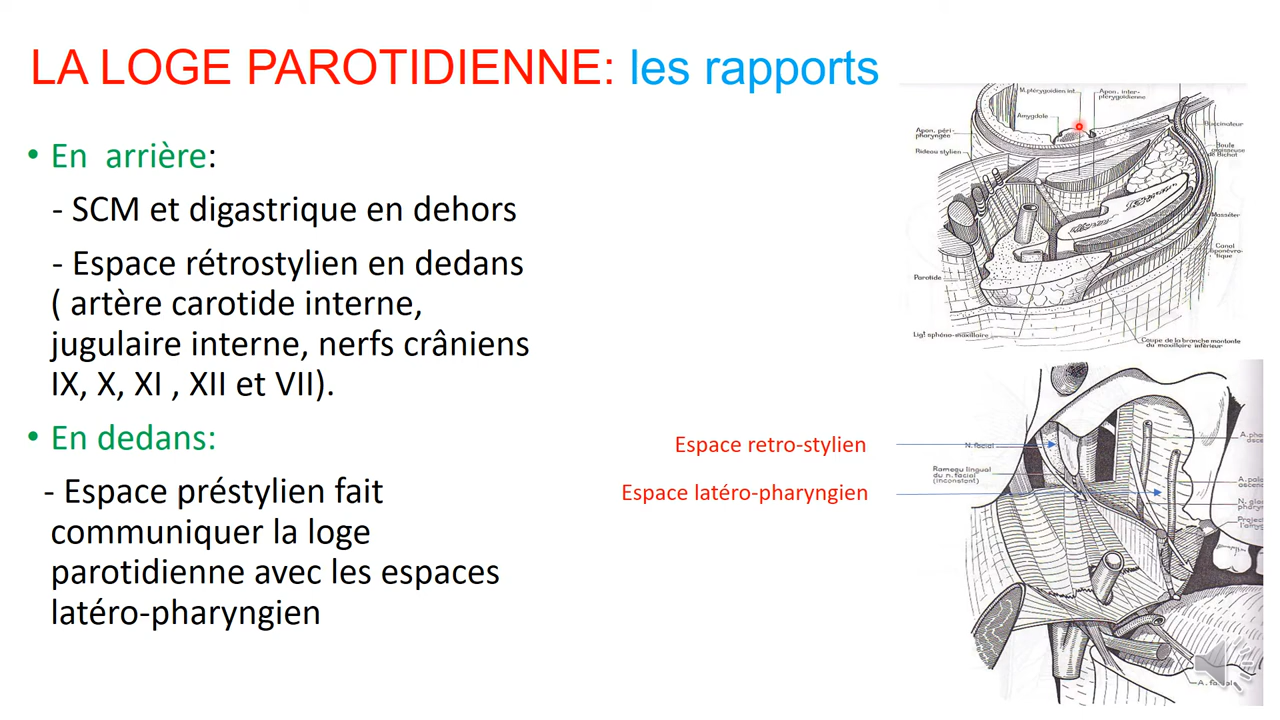 LA LOGE PAROTIDIENNE: les rapports
• En arrière:
- SCM et digastrique en dehors
- Espace rétrostylien en dedans
( artère carotide interne,
jugulaire interne, nerfs crâniens
IX, X, XI , XII et VII).
• En dedans:
- Espace préstylien fait
communiquer la loge
parotidienne avec les espaces
latéro-pharyngien
M. ptérygoïdien int.
Apon. inter-
ptérygoïdienne
Amygdale
Apon. péri-
pharyngée
Rideau stylien
Buccinateur
Boule
graisseuse
de Bichat
Masséter
Canal
Parotide
Ligt sphéno-maxillaire
Coupe de la branche montante
du maxillaire inférieur
Espace retro-stylien
N. facial
Rameau lingual
du n. facial
(inconstant)
Espace latéro-pharyngien